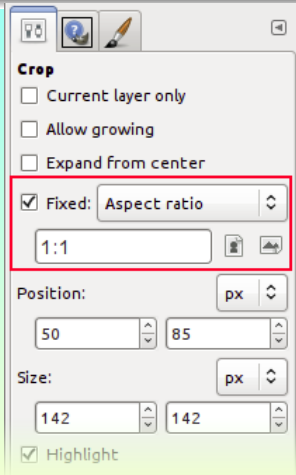 Crop
Current layer only
Allow growing
Expand from center
Fixed: Aspect ratio
1:1
Position: px
50 85
Size: px
142 142
Highlight